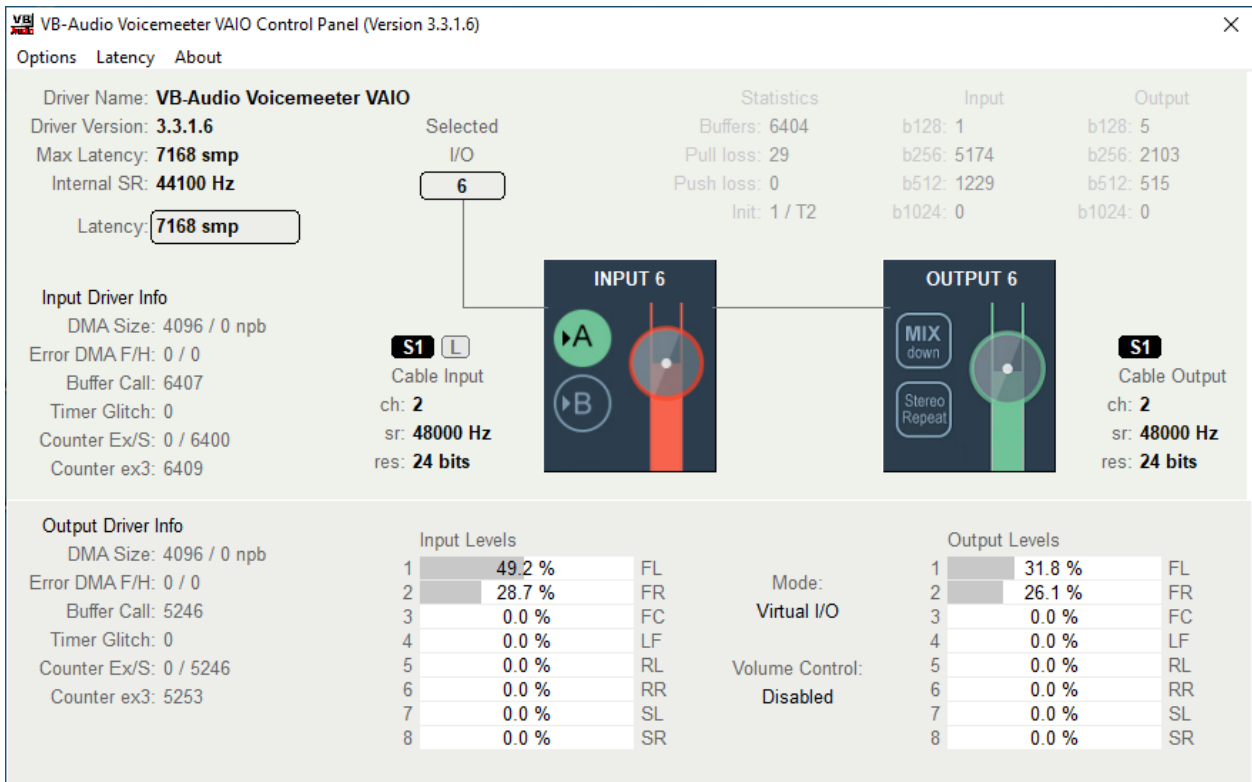 VB-Audio Voicemeeter VAIO Control Panel (Version 3.3.1.6)
Options Latency About
Driver Name: VB-Audio Voicemeeter VAIO
Driver Version: 3.3.1.6
Max Latency: 7168 smp
Internal SR: 44100 Hz
Latency: 7168 smp
Selected
I/O
6
Statistics
Buffers: 6404
Pull loss: 29
Push loss: 0
Init: 1 / T2
Input
b128: 1
b256: 5174
b512: 1229
b1024: 0
Output
b128: 5
b256: 2103
b512: 515
b1024: 0
Input Driver Info
DMA Size: 4096 / 0 npb
Error DMA F/H: 0 / 0
Buffer Call: 6407
Timer Glitch: 0
Counter Ex/S: 0 / 6400
Counter ex3: 6409
S1 L
Cable Input
ch: 2
sr: 48000 Hz
res: 24 bits
INPUT 6
A
B
OUTPUT 6
MIX
down
Stereo
Repeat
S1
Cable Output
ch: 2
sr: 48000 Hz
res: 24 bits
Output Driver Info
DMA Size: 4096 / 0 npb
Error DMA F/H: 0 / 0
Buffer Call: 5246
Timer Glitch: 0
Counter Ex/S: 0 / 5246
Counter ex3: 5253
Input Levels
1 49.2 % FL
2 28.7 % FR
3 0.0 % FC
4 0.0 % LF
5 0.0 % RL
6 0.0 % RR
7 0.0 % SL
8 0.0 % SR
Mode:
Virtual I/O
Volume Control:
Disabled
Output Levels
1 31.8 % FL
2 26.1 % FR
3 0.0 % FC
4 0.0 % LF
5 0.0 % RL
6 0.0 % RR
7 0.0 % SL
8 0.0 % SR